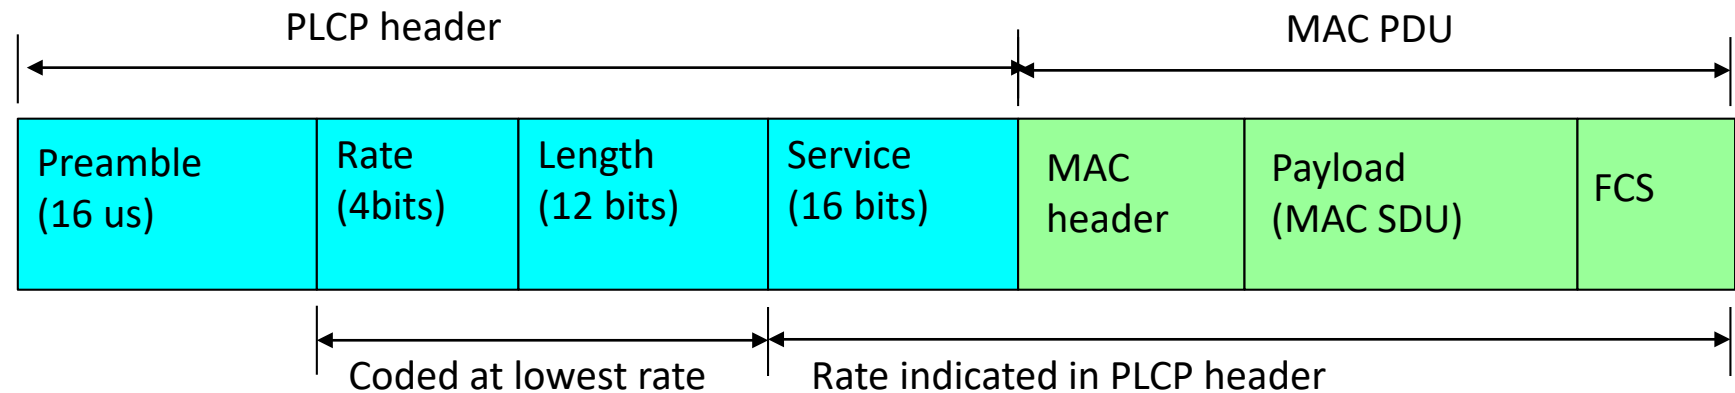 PLCP header
MAC PDU
Preamble
(16 us)
Rate
(4bits)
Length
(12 bits)
Service
(16 bits)
MAC
header
Payload
(MAC SDU)
FCS
Coded at lowest rate
Rate indicated in PLCP header